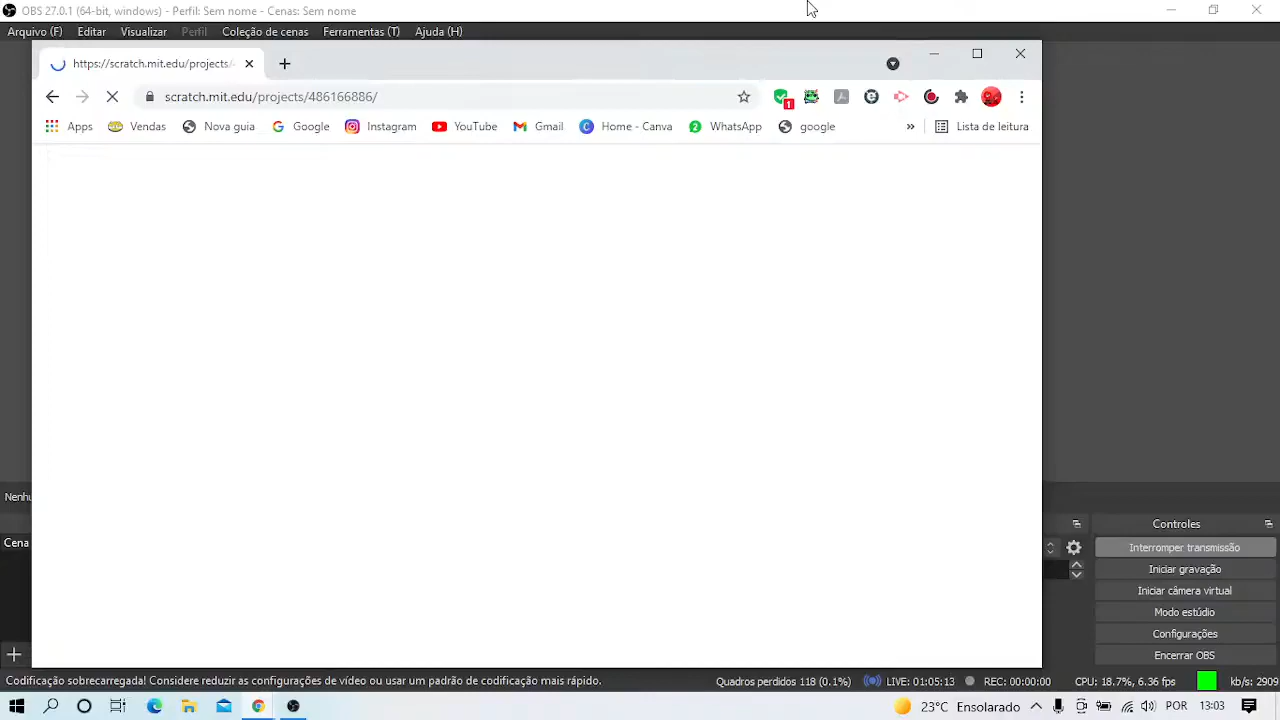 OBS 27.0.1 (64-bit, windows) - Perfil: Sem nome - Cenas: Sem nome
Arquivo (F) Editar Visualizar Perfil Coleção de cenas Ferramentas (T) Ajuda (H)
https://scratch.mit.edu/projects/
scratch.mit.edu/projects/486166886/
1
Apps Vendas Nova guia Google Instagram YouTube Gmail Home - Canva 2 WhatsApp google » Lista de leitura
Nenhu
Controles
Cena
Interromper transmissão
Iniciar gravação
Iniciar câmera virtual
Modo estúdio
Configurações
Encerrar OBS
Codificação sobrecarregada! Considere reduzir as configurações de vídeo ou usar um padrão de codificação mais rápido. Quadros perdidos 118 (0.1%) LIVE: 01:05:13 REC: 00:00:00 CPU: 18.7%, 6.36 fps kb/s: 2909
23°C Ensolarado POR 13:03